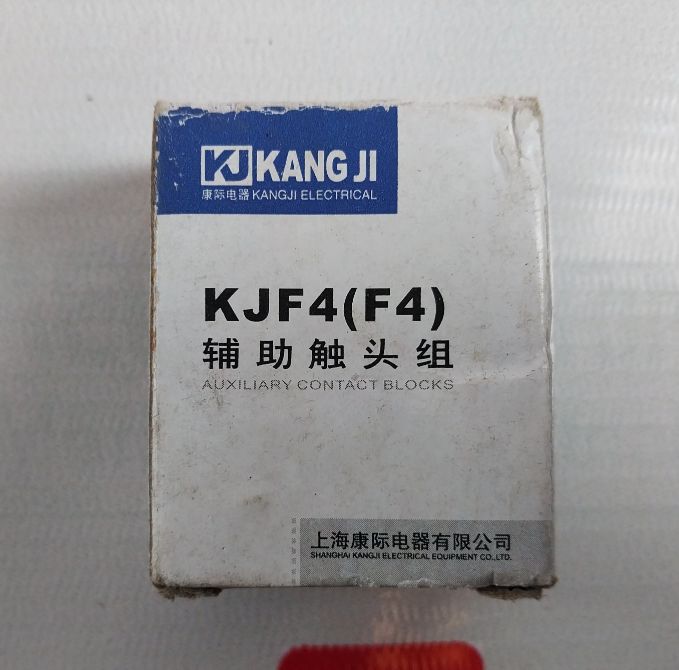 KJ KANG JI
康际电器 KANGJI ELECTRICAL
KJF4(F4)
辅助触头组
AUXILIARY CONTACT BLOCKS
上海康际电器有限公司
SHANGHAI KANGJI ELECTRICAL EQUIPMENT CO.,LTD.